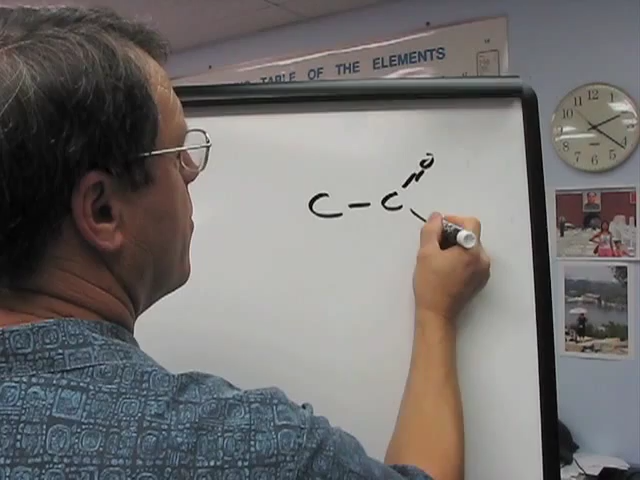 TABLE OF THE ELEMENTS
O
C - C